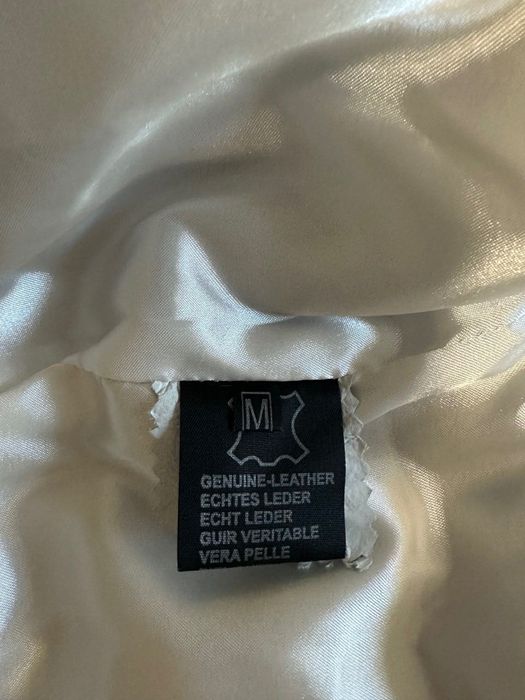 M
GENUINE-LEATHER
ECHTES LEDER
ECHT LEDER
GUIR VERITABLE
VERA PELLE